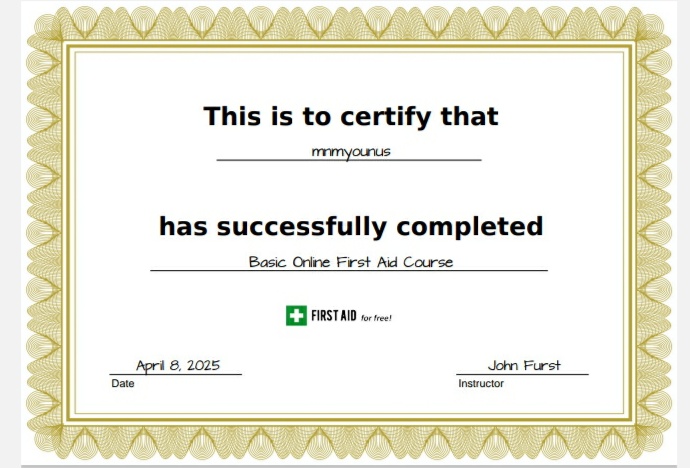 This is to certify that
mnmyounus
has successfully completed
Basic Online First Aid Course
FIRST AID for free!
April 8, 2025 John Furst
Date Instructor